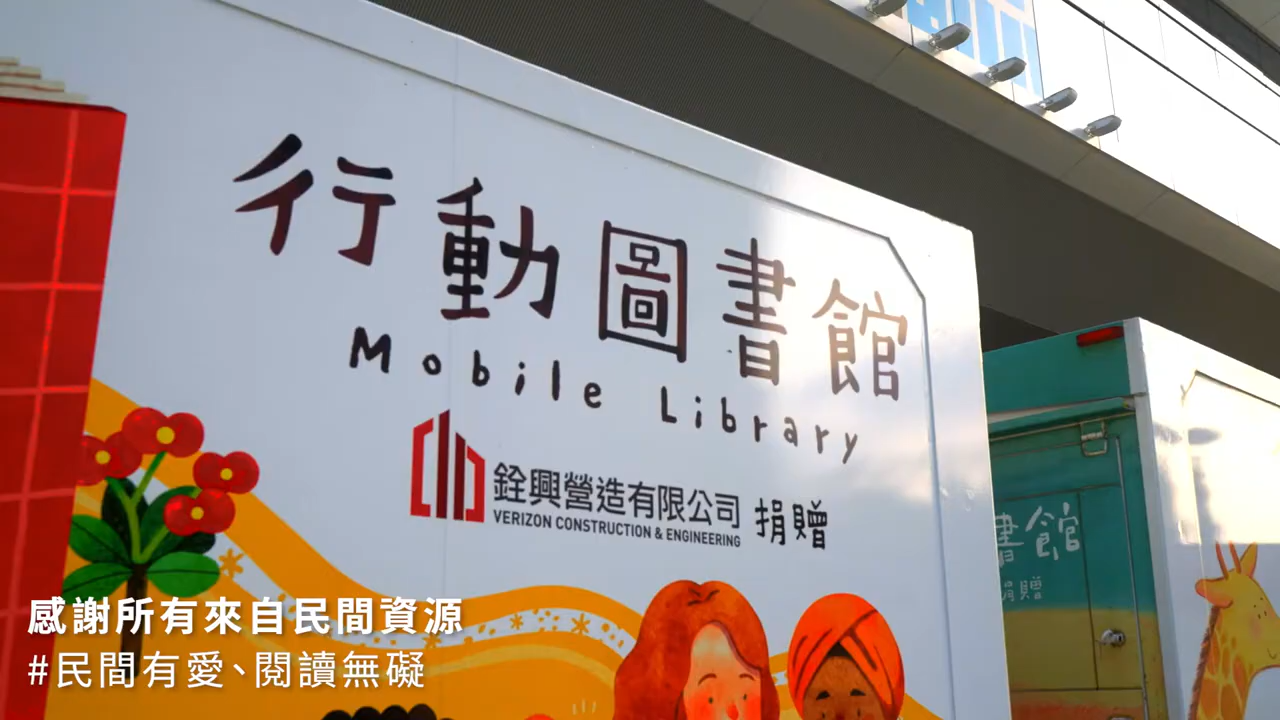 行動圖書館
Mobile Library
銓興營造有限公司 捐贈
VERIZON CONSTRUCTION & ENGINEERING
書館
捐贈
感謝所有來自民間資源
#民間有愛、閱讀無礙